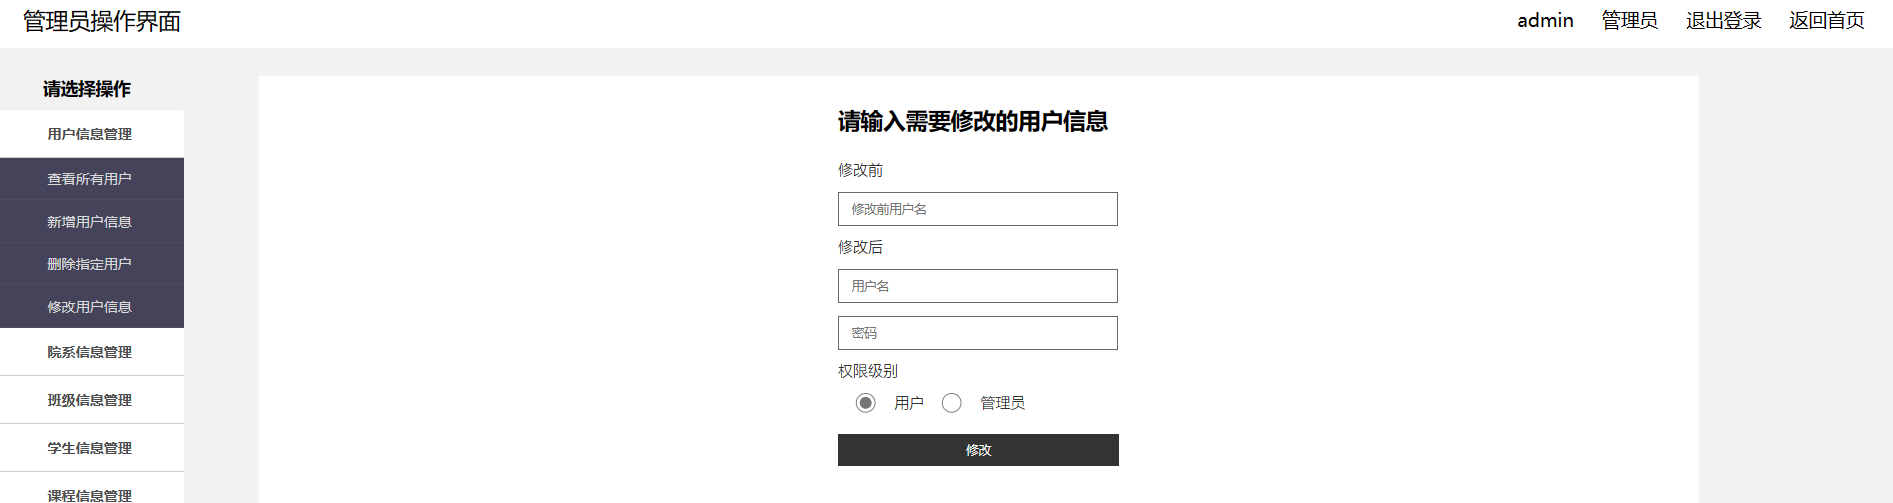 管理员操作界面
admin 管理员 退出登录 返回首页
请选择操作
用户信息管理
查看所有用户
新增用户信息
删除指定用户
修改用户信息
院系信息管理
班级信息管理
学生信息管理
课程信息管理
请输入需要修改的用户信息
修改前
修改前用户名
修改后
用户名
密码
权限级别
用户 管理员
修改